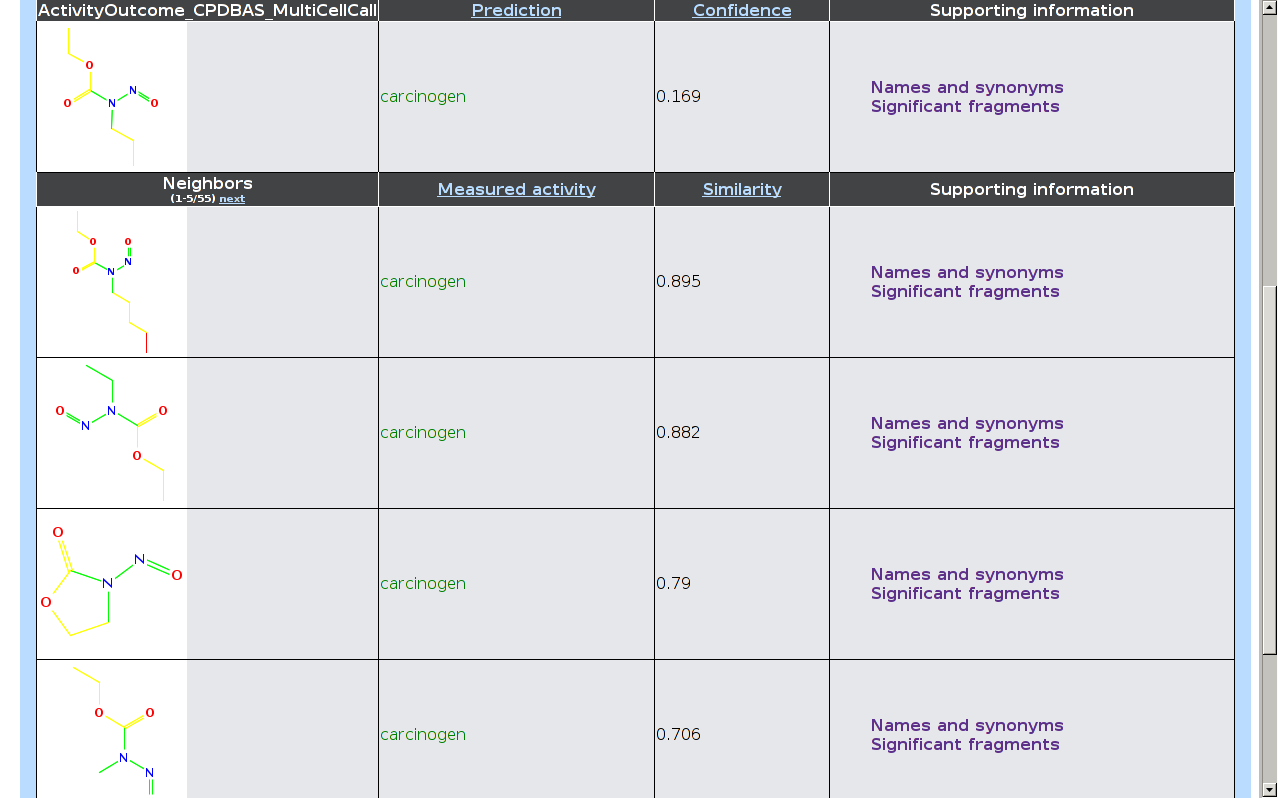 ActivityOutcome_CPDBAS_MultiCellCall Prediction Confidence Supporting information
O
O N N O
carcinogen 0.169 Names and synonyms
Significant fragments
Neighbors Measured activity Similarity Supporting information
(1-5/55) next
O O
O N N
carcinogen 0.895 Names and synonyms
Significant fragments
O N N O
O
carcinogen 0.882 Names and synonyms
Significant fragments
O
N O
N
O
carcinogen 0.79 Names and synonyms
Significant fragments
O O
N
N
carcinogen 0.706 Names and synonyms
Significant fragments